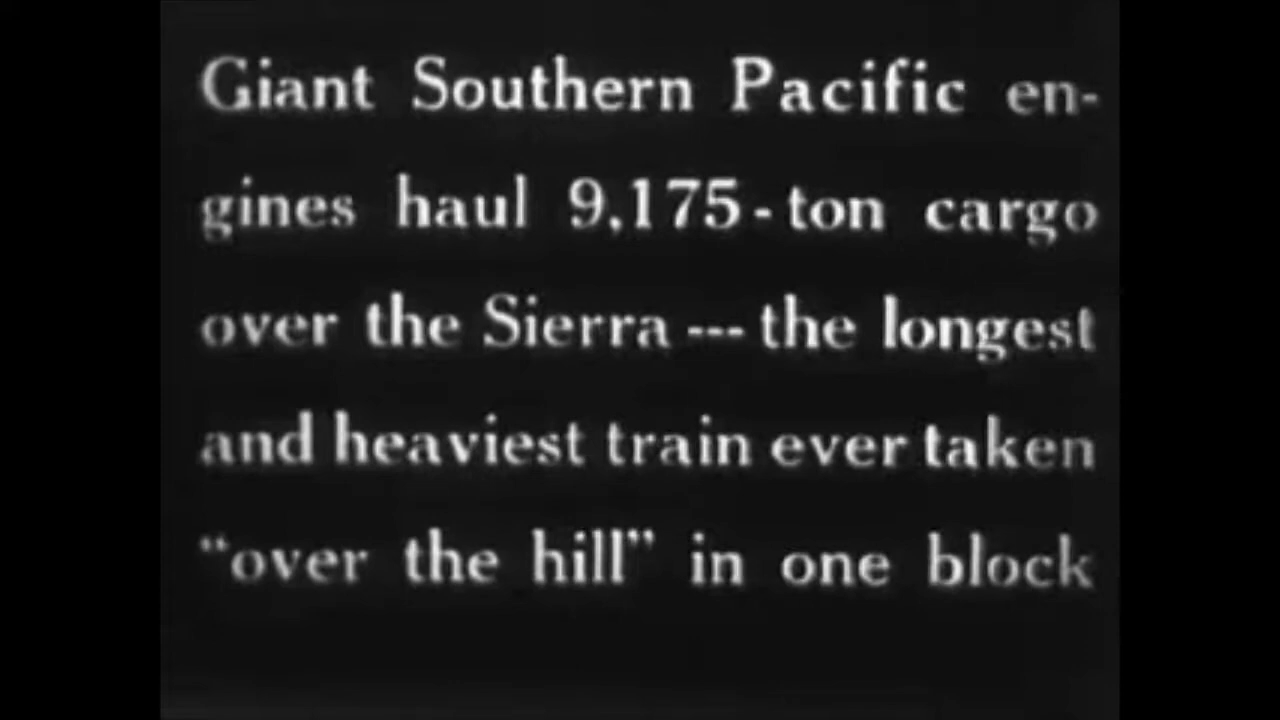 Giant Southern Pacific en-
gines haul 9,175-ton cargo
over the Sierra --- the longest
and heaviest train ever taken
“over the hill” in one block